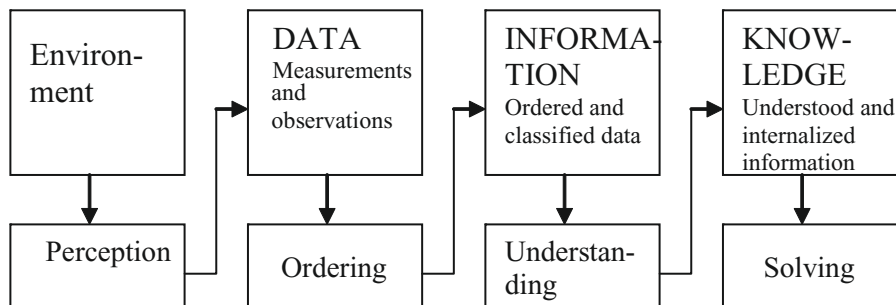 Environ-
ment
DATA
Measurements
and
observations
INFORMA-
TION
Ordered and
classified data
KNOW-
LEDGE
Understood and
internalized
information
Perception
Ordering
Understan-
ding
Solving